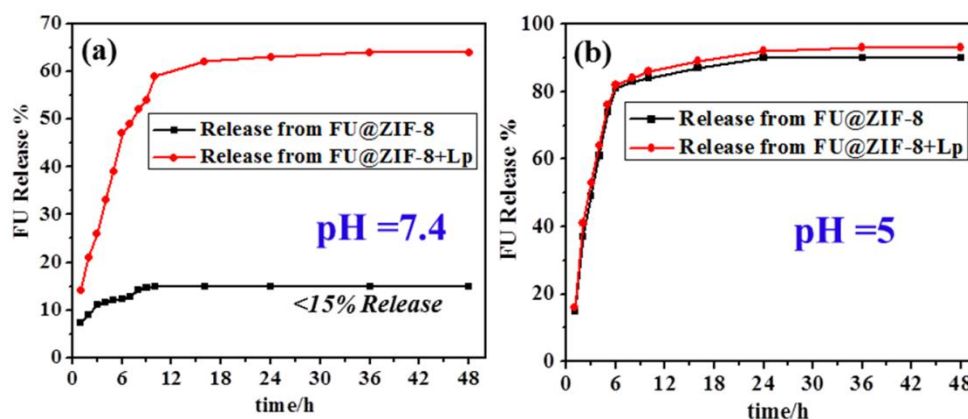 (a)
FU Release %
70
60
50
40
30
20
10
0
Release from FU@ZIF-8
Release from FU@ZIF-8+Lp
pH =7.4
<15% Release
0 6 12 18 24 30 36 42 48
time/h
(b)
FU Release %
100
80
60
40
20
0
Release from FU@ZIF-8
Release from FU@ZIF-8+Lp
pH =5
0 6 12 18 24 30 36 42 48
time/h